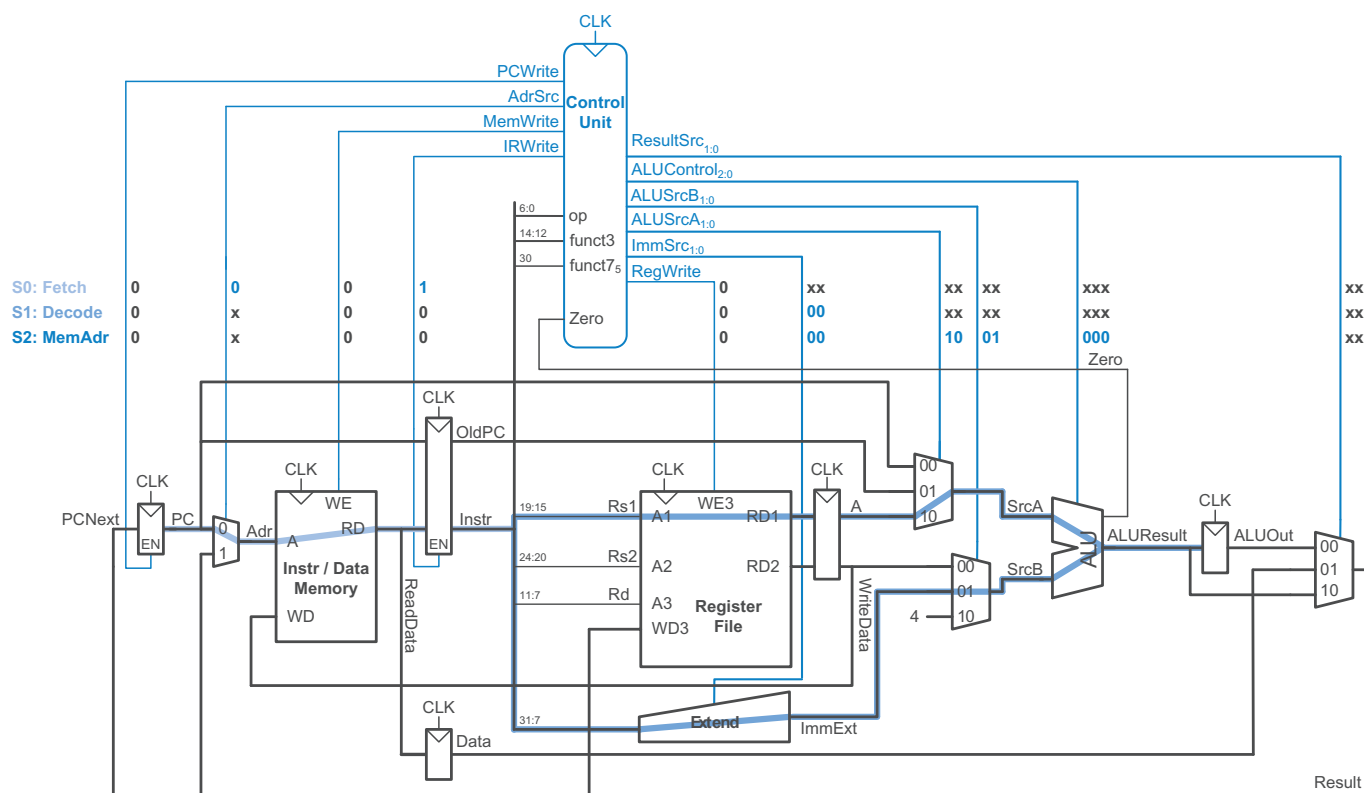 CLK
PCWrite
AdrSrc
MemWrite
IRWrite
Control
Unit
ResultSrc1:0
ALUControl2:0
ALUSrcB1:0
ALUSrcA1:0
ImmSrc1:0
RegWrite
6:0 op
14:12 funct3
30 funct75
Zero
S0: Fetch 0 0 0 1 0 xx xx xx xxx xx
S1: Decode 0 x 0 0 0 00 xx xx xxx xx
S2: MemAdr 0 x 0 0 0 00 10 01 000 xx
Zero
CLK
OldPC
CLK
CLK
CLK
CLK
CLK
PCNext
EN
PC
0
1
Adr
WE
A
RD
Instr / Data
Memory
WD
ReadData
EN
Instr
19:15 Rs1
24:20 Rs2
11:7 Rd
WE3
A1 RD1
A2 RD2
A3
WD3
Register
File
A
WriteData
00
01
10
SrcA
00
01
10
4
SrcB
ALU
ALUResult
ALUOut
00
01
10
31:7
Extend
ImmExt
CLK
Data
Result